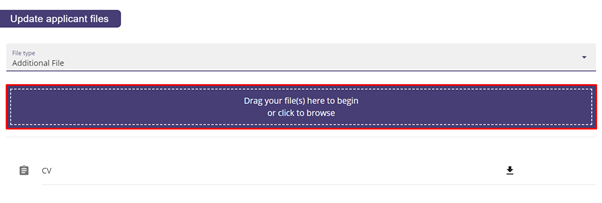 Update applicant files
File type
Additional File
Drag your file(s) here to begin
or click to browse
CV